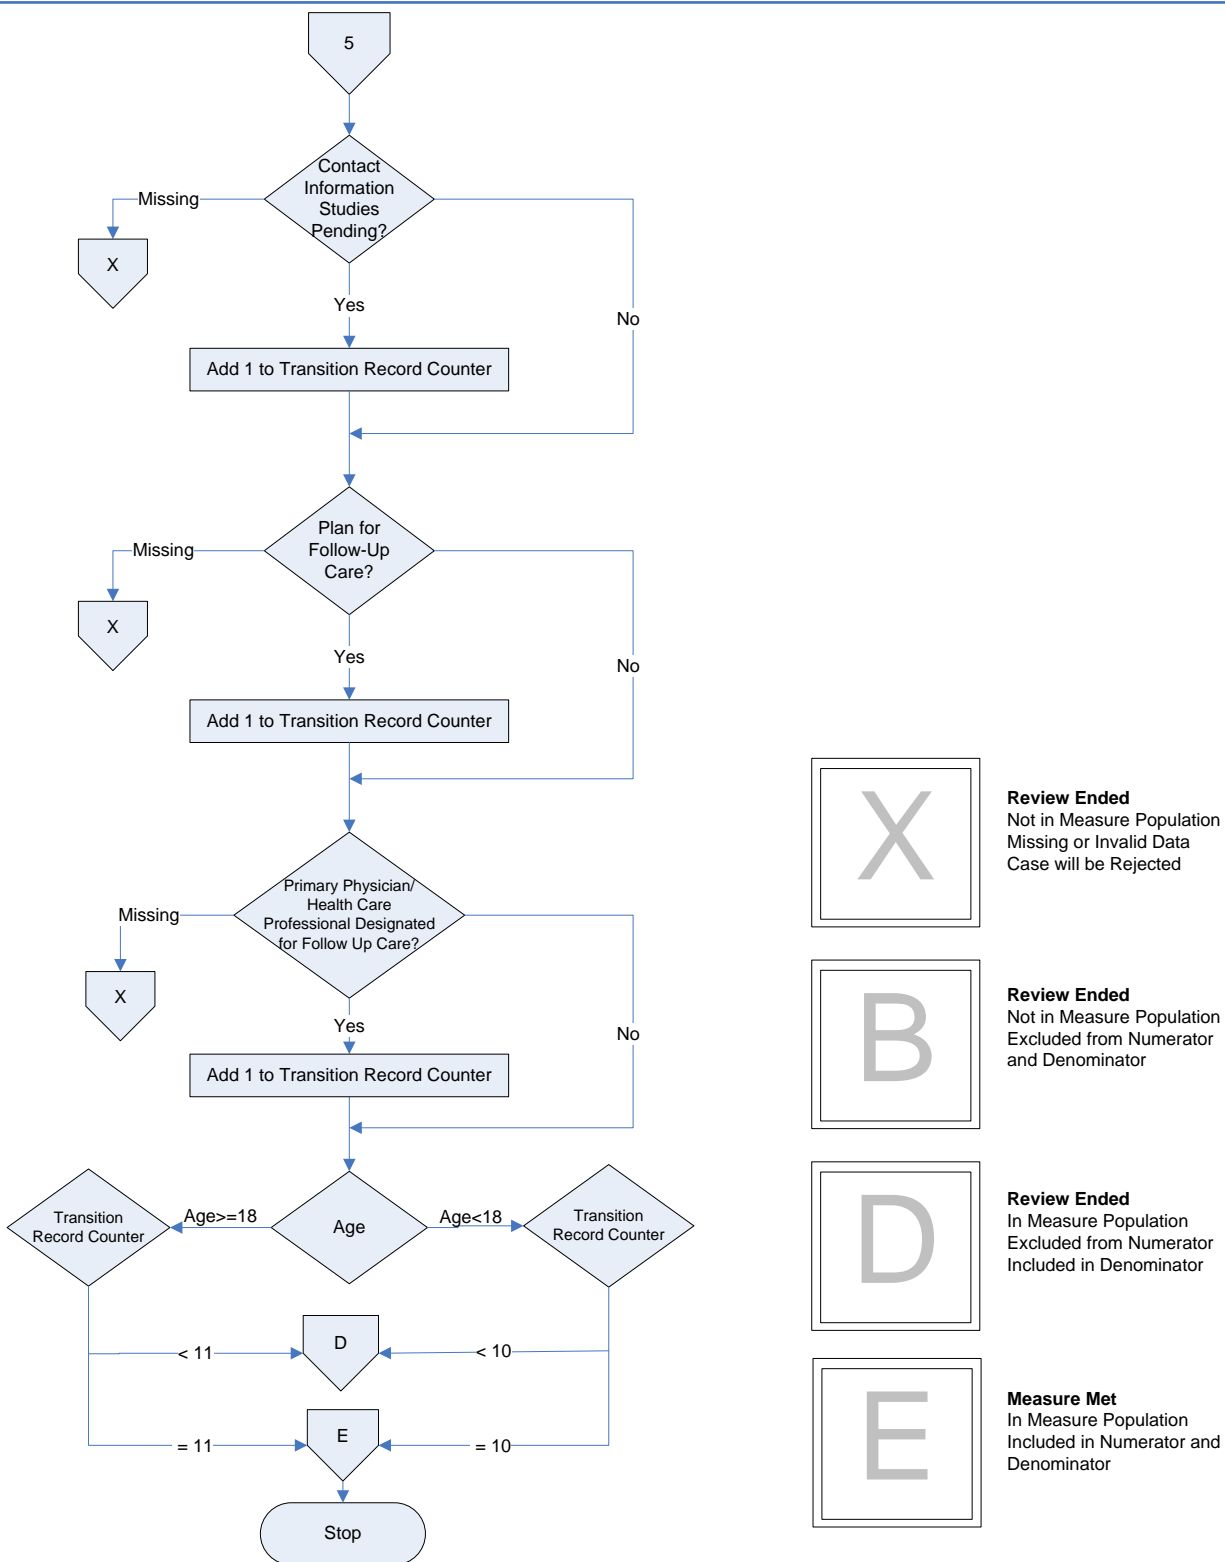 5
Contact
Information
Studies
Pending?
Missing
X
Yes
No
Add 1 to Transition Record Counter
Plan for
Follow-Up
Care?
Missing
X
Yes
No
Add 1 to Transition Record Counter
Primary Physician/
Health Care
Professional Designated
for Follow Up Care?
Missing
X
Yes
No
Add 1 to Transition Record Counter
Transition
Record Counter
Age>=18
Age
Age<18
Transition
Record Counter
< 11
D
< 10
= 11
E
= 10
Stop
X
Review Ended
Not in Measure Population
Missing or Invalid Data
Case will be Rejected
B
Review Ended
Not in Measure Population
Excluded from Numerator
and Denominator
D
Review Ended
In Measure Population
Excluded from Numerator
Included in Denominator
E
Measure Met
In Measure Population
Included in Numerator and
Denominator